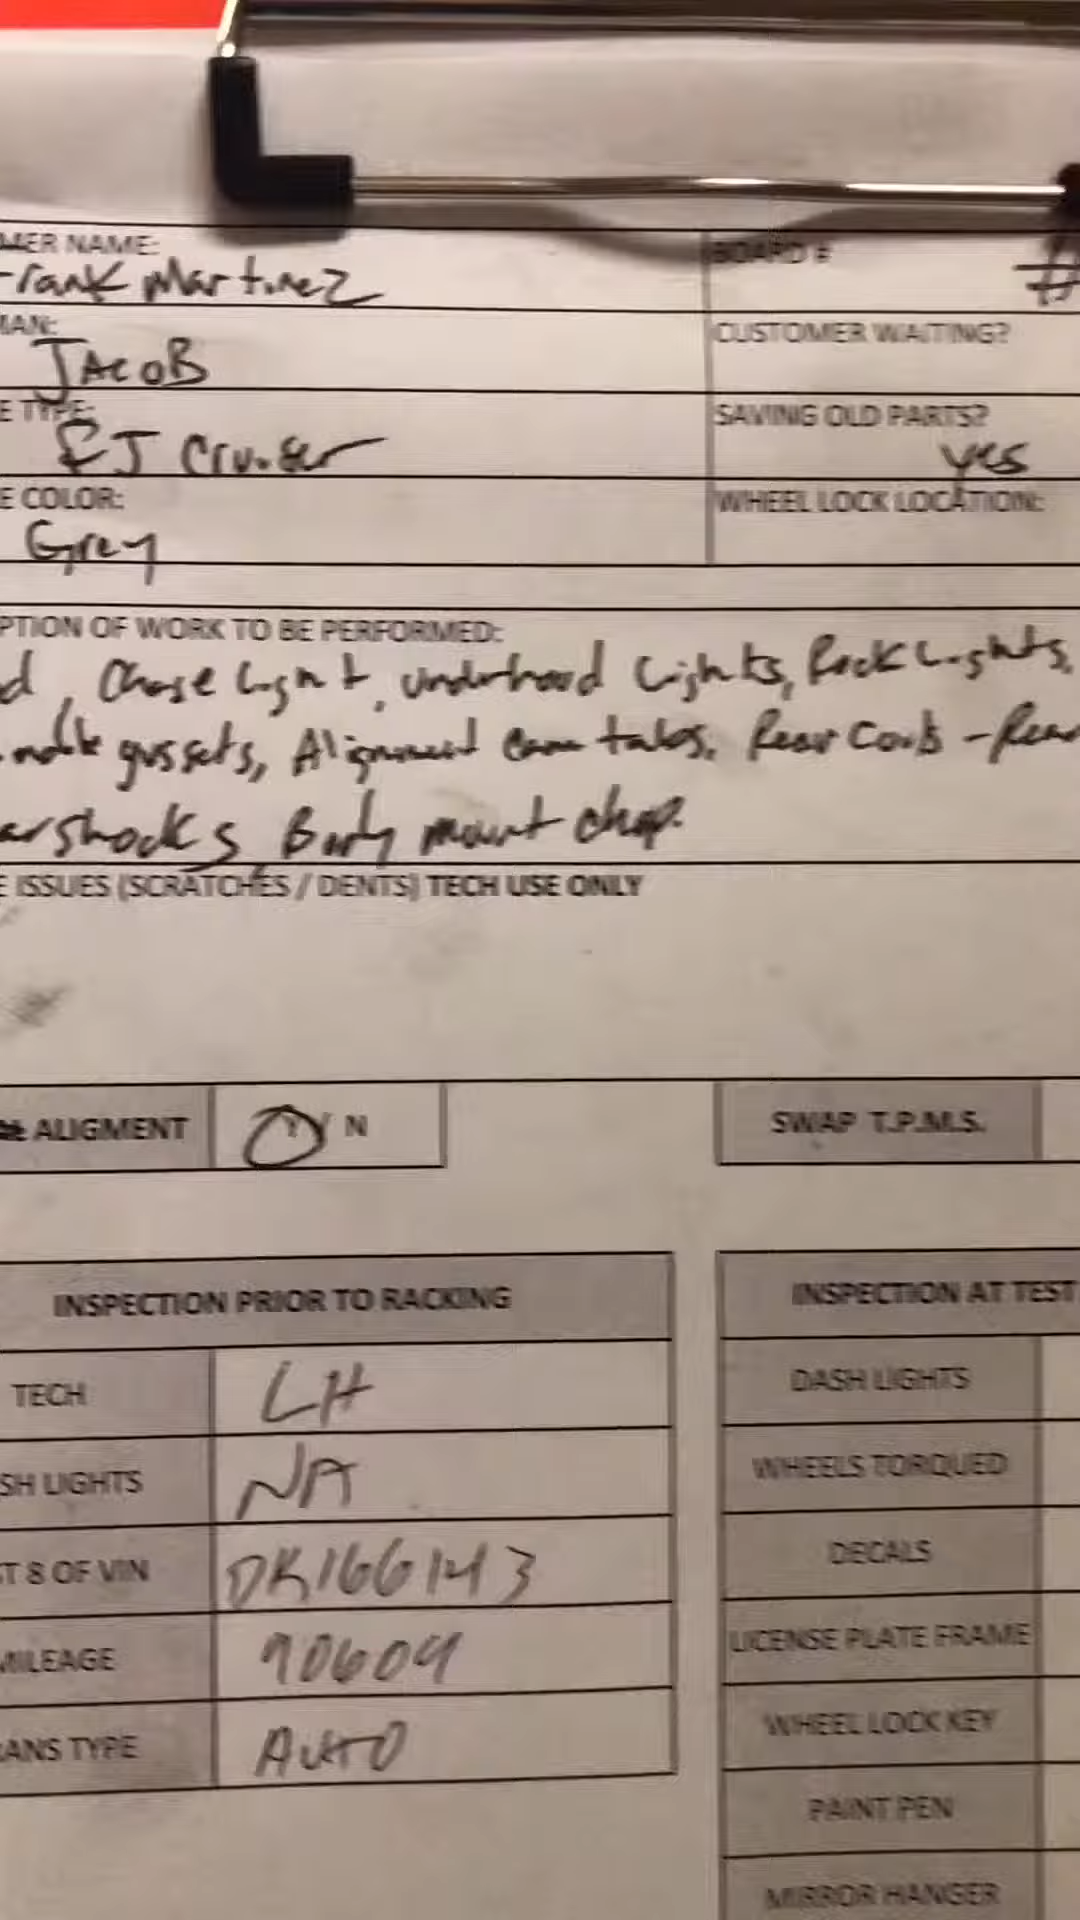 MER NAME:
BOARD #
rank Martinez
#
MAN:
CUSTOMER WAITING?
JACOB
E TYPE:
SAVING OLD PARTS?
FJ Cruiser
yes
E COLOR:
WHEEL LOCK LOCATION:
Grey
PTION OF WORK TO BE PERFORMED:
d, Chase Light, underhood Lights, Rock Lights,
gussets, Alignment Cam tabs, Rear Coils - Rear
ar shocks, Body mount chop.
E ISSUES (SCRATCHES / DENTS) TECH USE ONLY
ALIGMENT
Y / N
SWAP T.P.M.S.
INSPECTION PRIOR TO RACKING
INSPECTION AT TEST
TECH
LH
DASH LIGHTS
SH LIGHTS
NA
WHEELS TORQUED
T 8 OF VIN
DK166143
DECALS
MILEAGE
90609
LICENSE PLATE FRAME
RANS TYPE
AUTO
WHEEL LOCK KEY
PAINT PEN
MIRROR HANGER